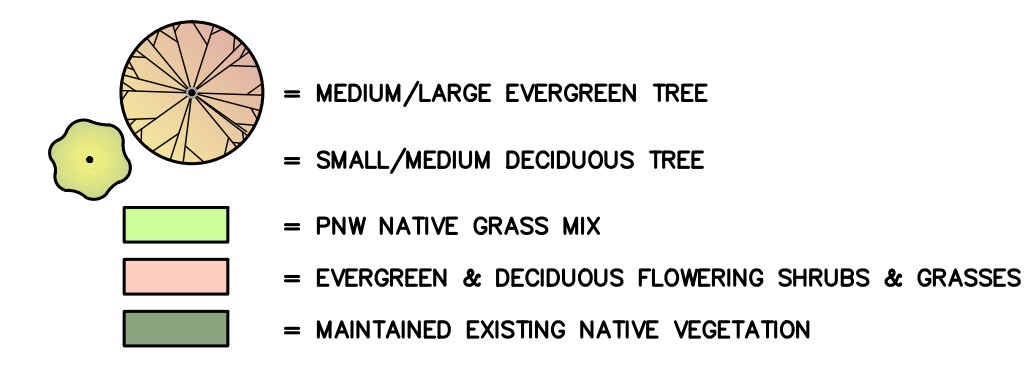 = MEDIUM/LARGE EVERGREEN TREE
= SMALL/MEDIUM DECIDUOUS TREE
= PNW NATIVE GRASS MIX
= EVERGREEN & DECIDUOUS FLOWERING SHRUBS & GRASSES
= MAINTAINED EXISTING NATIVE VEGETATION